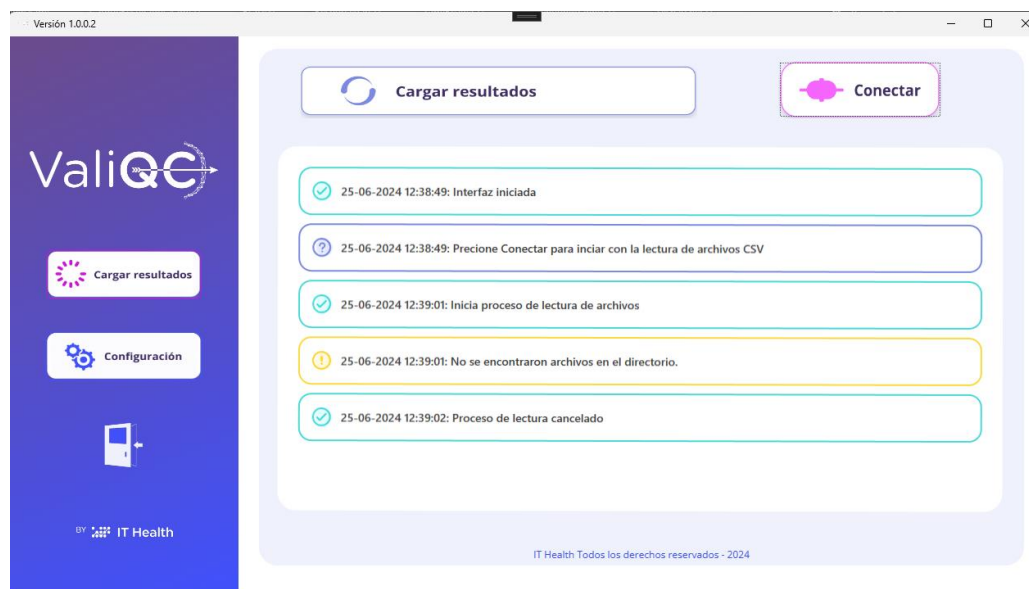 Versión 1.0.0.2
ValiQC
Cargar resultados
Configuración
BY IT Health
Cargar resultados
Conectar
25-06-2024 12:38:49: Interfaz iniciada
25-06-2024 12:38:49: Precione Conectar para inciar con la lectura de archivos CSV
25-06-2024 12:39:01: Inicia proceso de lectura de archivos
25-06-2024 12:39:01: No se encontraron archivos en el directorio.
25-06-2024 12:39:02: Proceso de lectura cancelado
IT Health Todos los derechos reservados - 2024